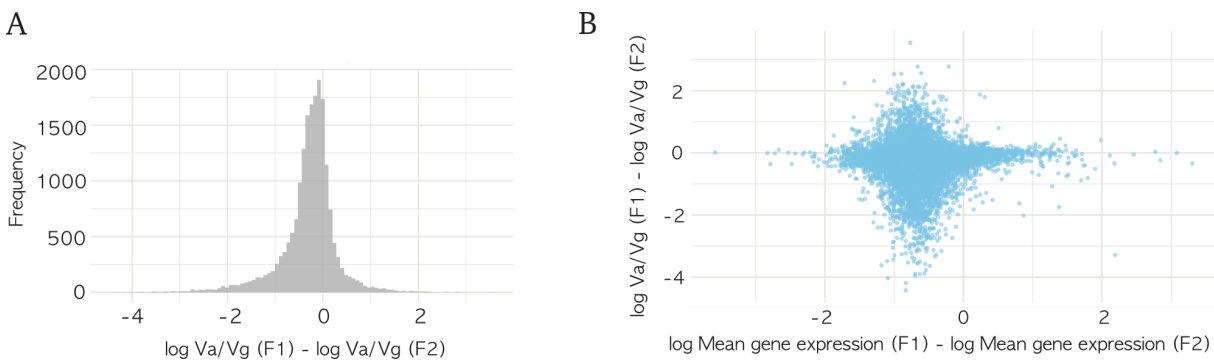 A
Frequency
2000
1500
1000
500
0
-4 -2 0 2
log Va/Vg (F1) - log Va/Vg (F2)
B
log Va/Vg (F1) - log Va/Vg (F2)
2
0
-2
-4
-2 0 2
log Mean gene expression (F1) - log Mean gene expression (F2)